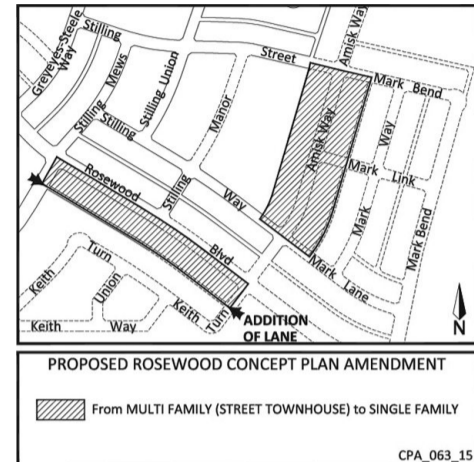 Greyeyes-Steele
Way
Stilling
Mews
Stilling Union
Street
Manor
Amisk Way
Mark Bend
Amisk Way
Way
Mark Link
Stilling
Stilling
Way
Rosewood
Blvd
Mark
Mark Bend
Mark Lane
Turn
Keith
Union
Keith
Turn
Keith Way
ADDITION
OF LANE
N
PROPOSED ROSEWOOD CONCEPT PLAN AMENDMENT
From MULTI FAMILY (STREET TOWNHOUSE) to SINGLE FAMILY
CPA_063_15